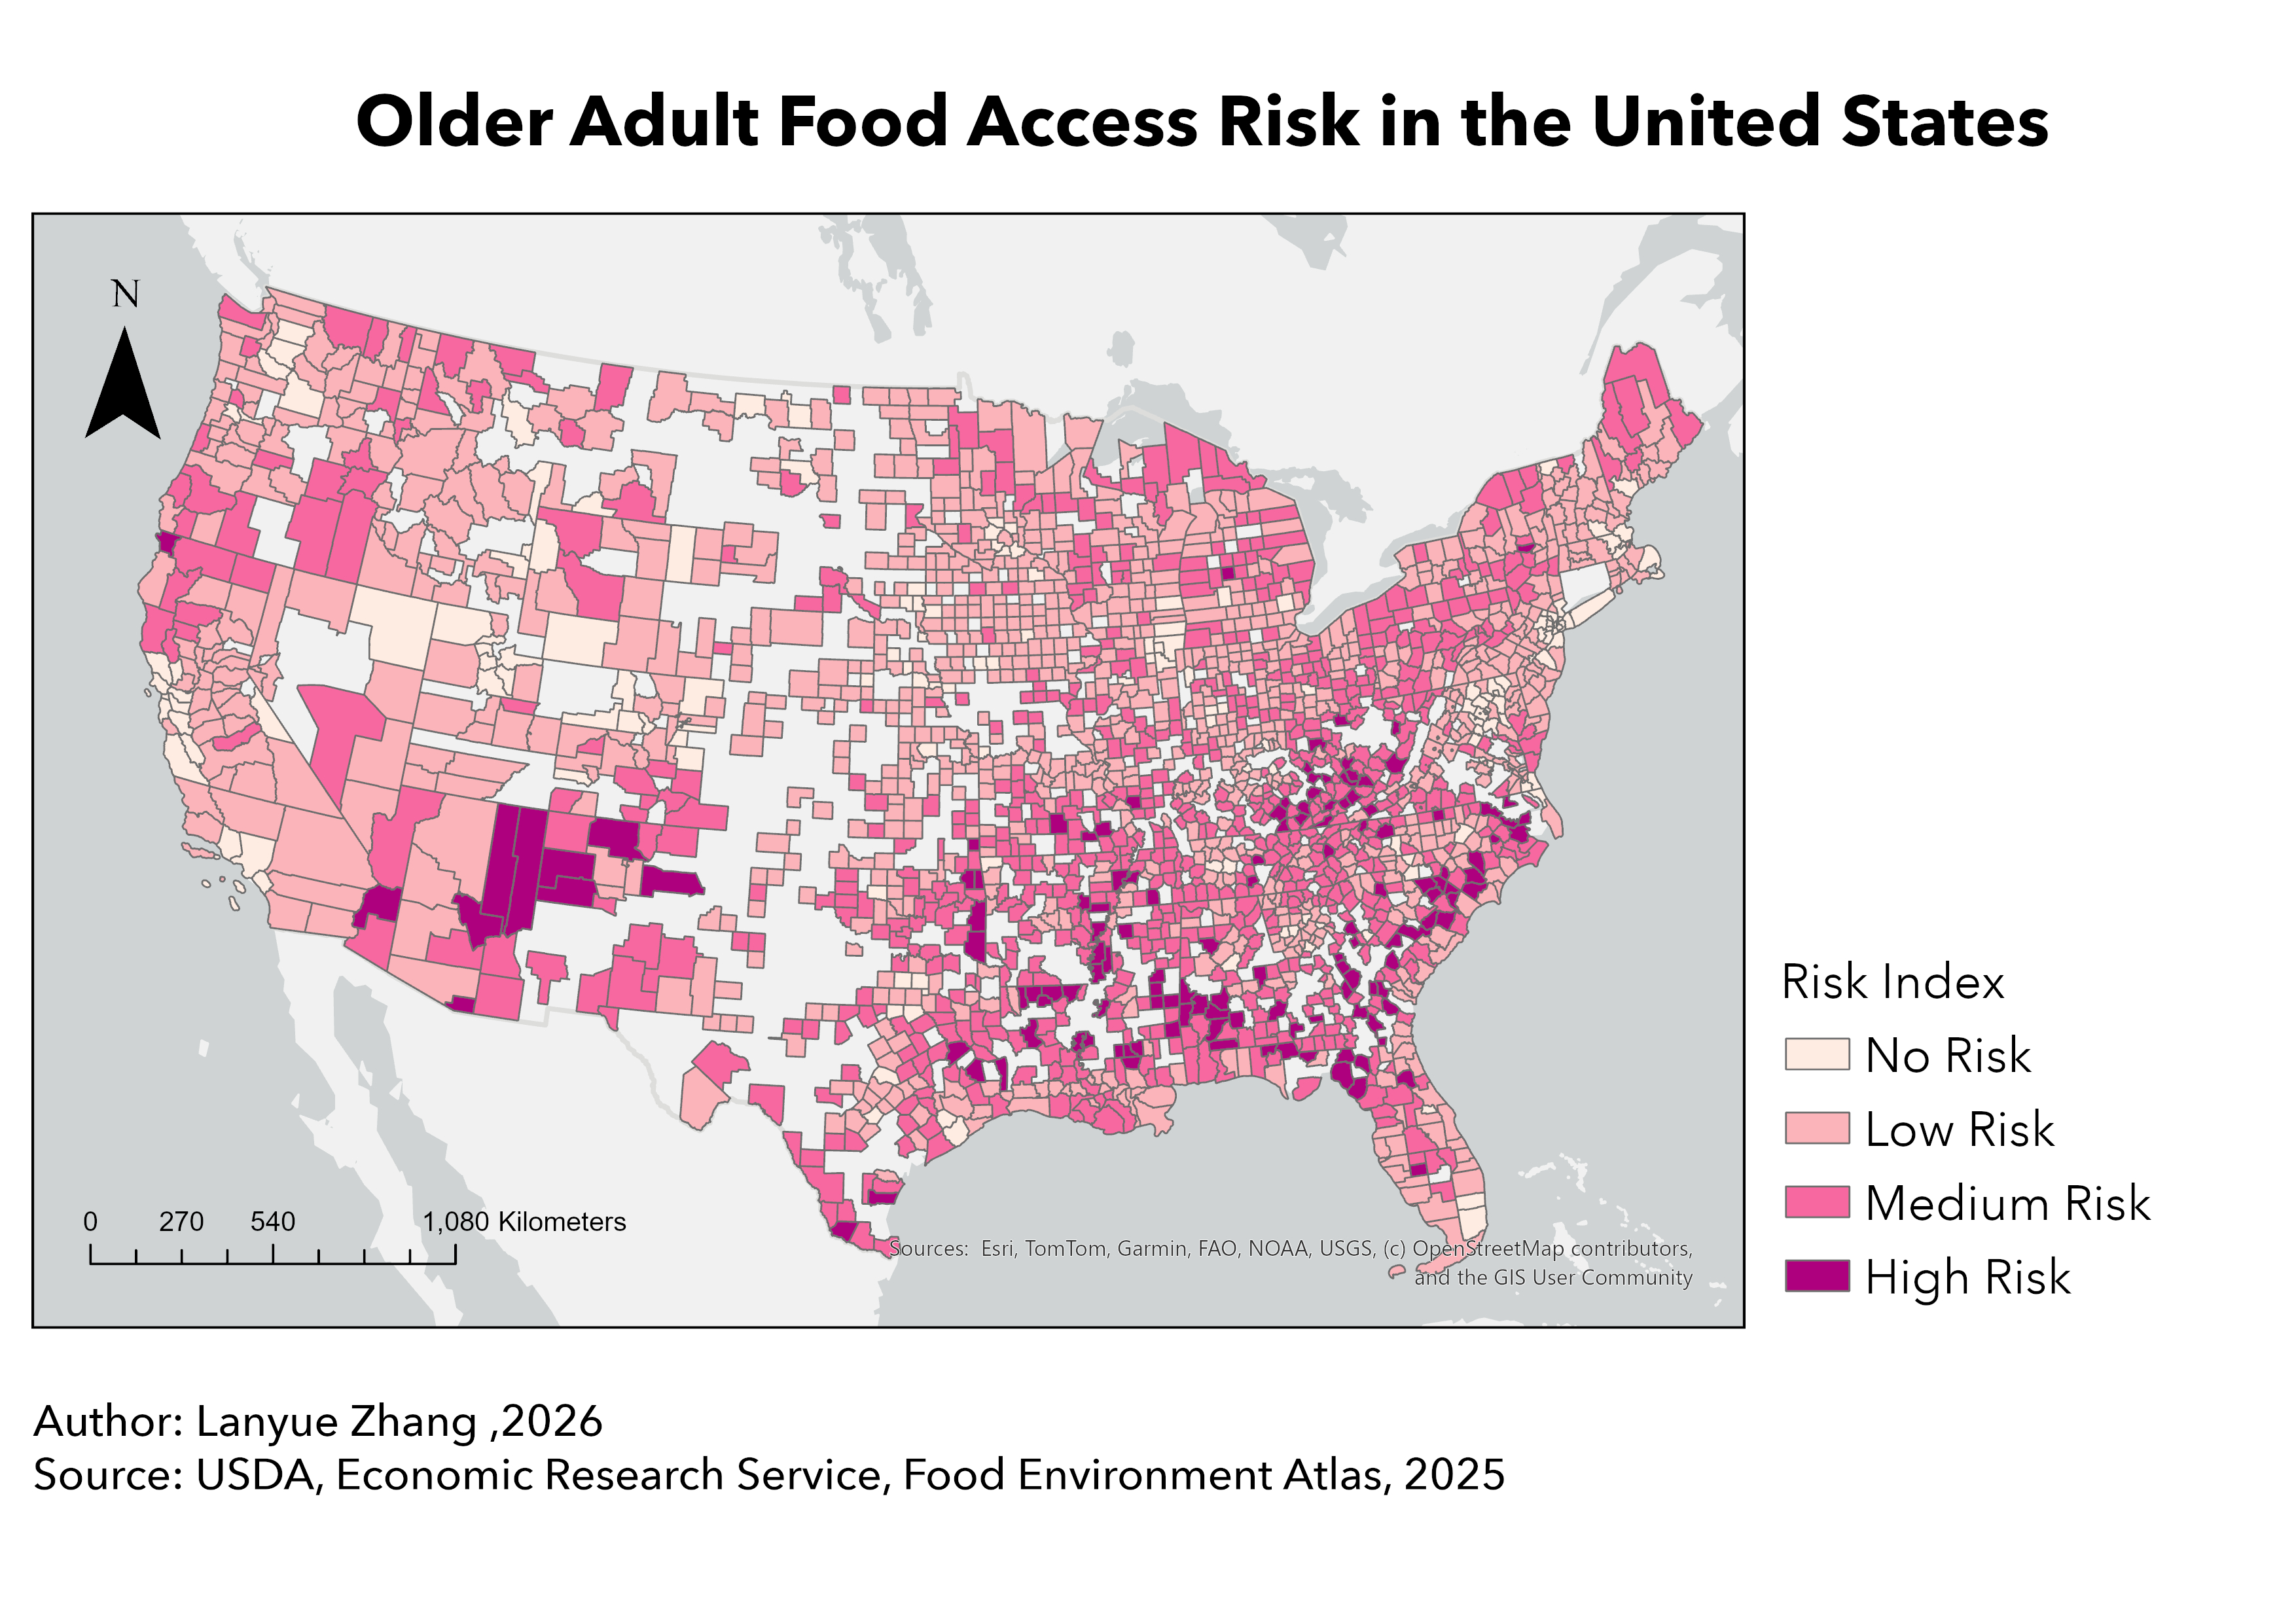 Older Adult Food Access Risk in the United States
N
0 270 540 1,080 Kilometers
Sources: Esri, TomTom, Garmin, FAO, NOAA, USGS, (c) OpenStreetMap contributors,
and the GIS User Community
Risk Index
No Risk
Low Risk
Medium Risk
High Risk
Author: Lanyue Zhang ,2026
Source: USDA, Economic Research Service, Food Environment Atlas, 2025